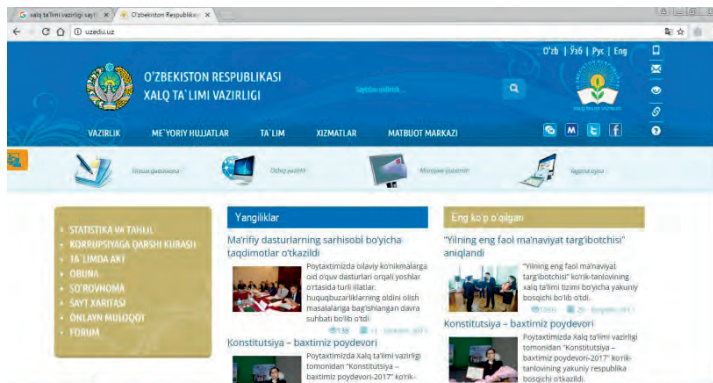 xalq ta'limi vazirligi sayti
O'zbekiston Respublikas
uzedu.uz
O'zb | Ўзб | Рус | Eng
O'ZBEKISTON RESPUBLIKASI
XALQ TA`LIMI VAZIRLIGI
VAZIRLIK
ME`YORIY HUJJATLAR
TA`LIM
XIZMATLAR
MATBUOT MARKAZI
STATISTIKA VA TAHLIL
KORRUPSIYAGA QARSHI KURASH
TA`LIMDA AKT
OBUNA
SO`ROVNOMA
SAYT XARITASI
ONLAYN MULOQOT
FORUM
Yangiliklar
Ma'rifiy dasturlarning sarhisobi bo'yicha
taqdimotlar o'tkazildi
Poytaxtimizda oilaviy ko'nikmalarga
oid o'quv dasturlari orqali yoshlar
o'rtasida turli illatlar,
huquqbuzarliklarning oldini olish
masalalariga bag'ishlangan davra
suhbati bo'lib o'tdi.
Konstitutsiya – baxtimiz poydevori
Poytaxtimizda Xalq ta'limi vazirligi
tomonidan "Konstitutsiya –
baxtimiz poydevori-2017" ko'rik-
Eng ko'p o'qilgan
"Yilning eng faol ma'naviyat targ'ibotchisi"
aniqlandi
"Yilning eng faol ma'naviyat
targ'ibotchisi" ko'rik-tanlovining
xalq ta'limi tizimi bo'yicha yakuniy
bosqichi bo'lib o'tdi.
Konstitutsiya – baxtimiz poydevori
Poytaxtimizda Xalq ta'limi vazirligi
tomonidan "Konstitutsiya –
baxtimiz poydevori-2017" ko'rik-
tanlovining yakuniy respublika
bosqichi o'tkazildi.